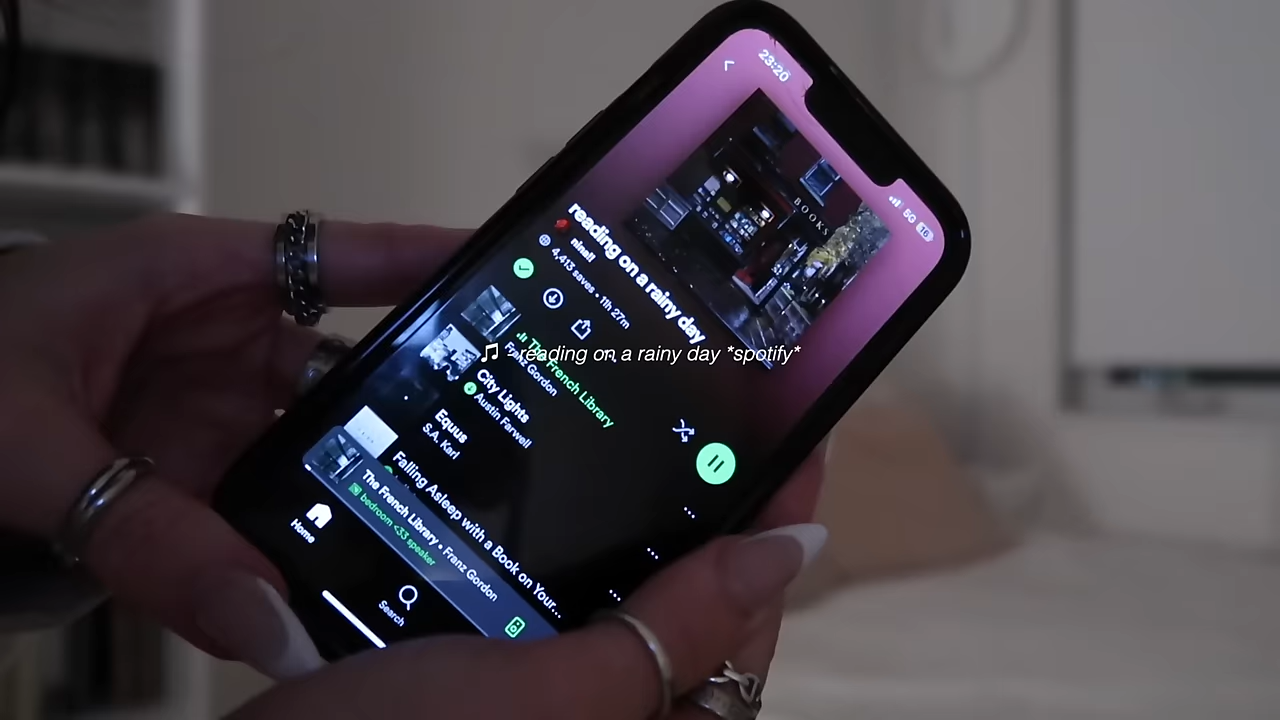 23:20
5G 16
BOOKS
reading on a rainy day
4,413 saves • 11h 27m
♫ - reading on a rainy day *spotify*
The French Library
Franz Gordon
City Lights
Austin Farwell
Equus
S.A. Karl
Falling Asleep with a Book on Your...
The French Library • Franz Gordon
bedroom <33 speaker
Home
Search